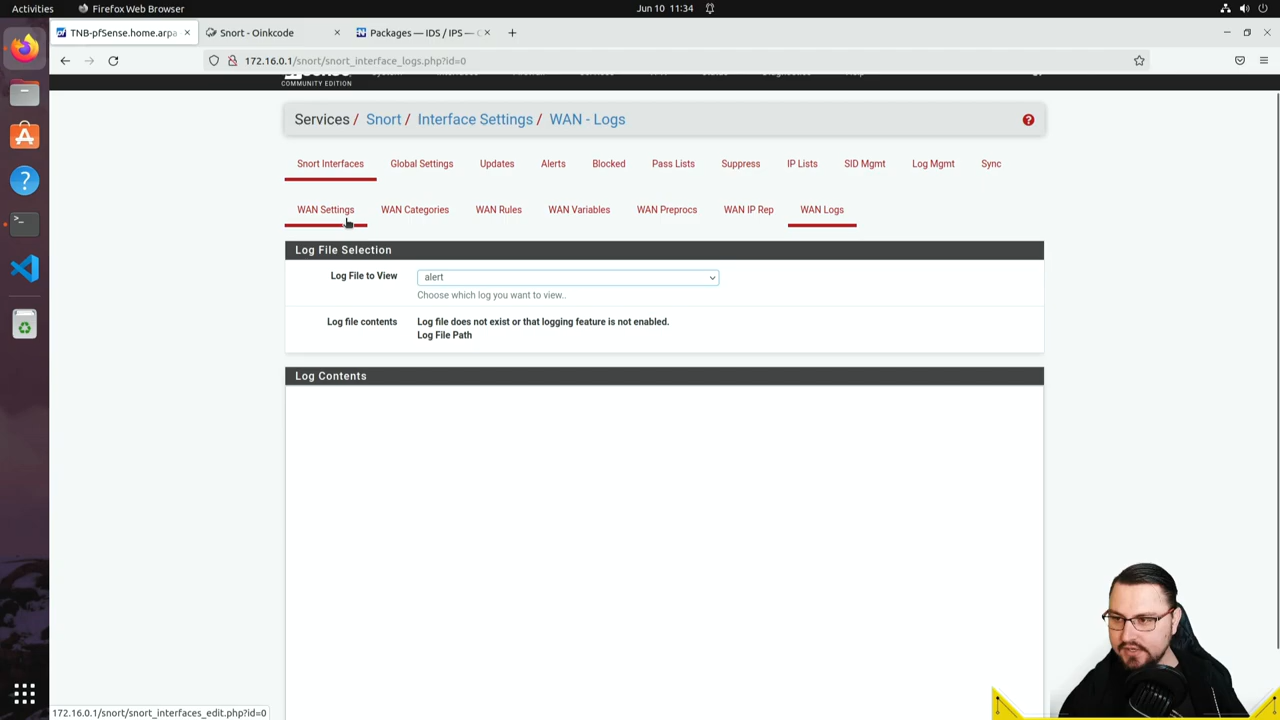 Activities
Firefox Web Browser
Jun 10 11:34
TNB-pfSense.home.arpa
Snort - Oinkcode
Packages — IDS / IPS —
172.16.0.1/snort/snort_interface_logs.php?id=0
COMMUNITY EDITION
Services / Snort / Interface Settings / WAN - Logs
Snort Interfaces
Global Settings
Updates
Alerts
Blocked
Pass Lists
Suppress
IP Lists
SID Mgmt
Log Mgmt
Sync
WAN Settings
WAN Categories
WAN Rules
WAN Variables
WAN Preprocs
WAN IP Rep
WAN Logs
Log File Selection
Log File to View
alert
Choose which log you want to view..
Log file contents
Log file does not exist or that logging feature is not enabled.
Log File Path
Log Contents
172.16.0.1/snort/snort_interfaces_edit.php?id=0